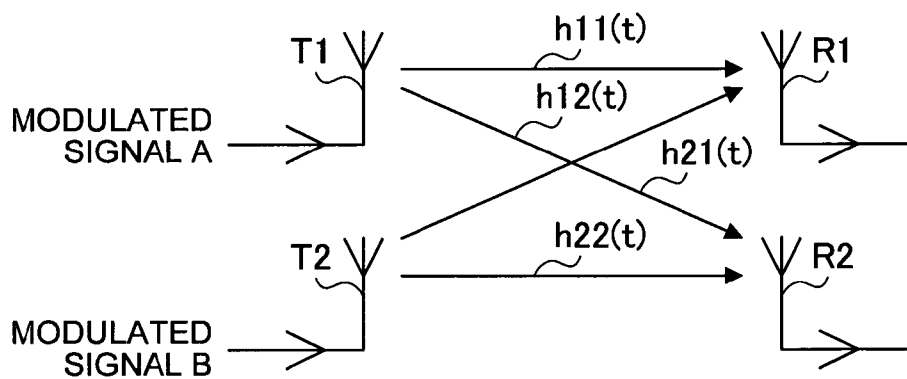 h11(t)
T1
R1
h12(t)
MODULATED
SIGNAL A
h21(t)
h22(t)
T2
R2
MODULATED
SIGNAL B